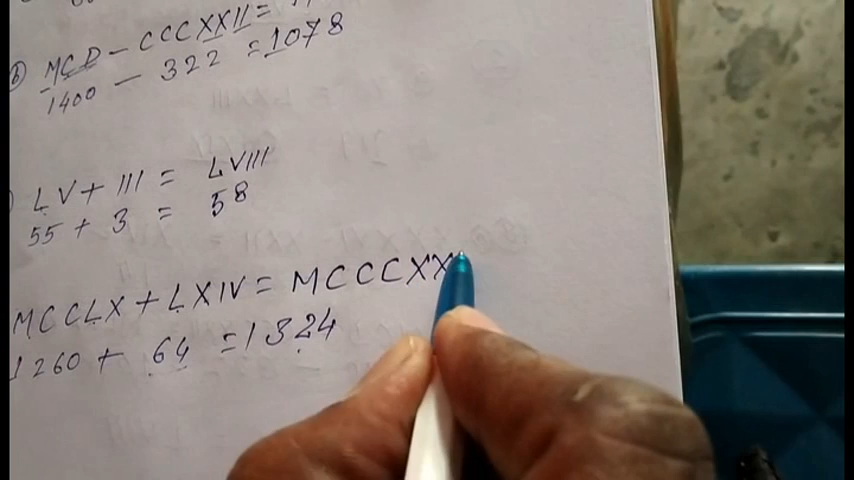 MCD - CCCXXII =
1400 - 322 = 1078
LV + III = LVIII
55 + 3 = 58
MCCLX + LXIV = MCCCXX
1260 + 64 = 1324